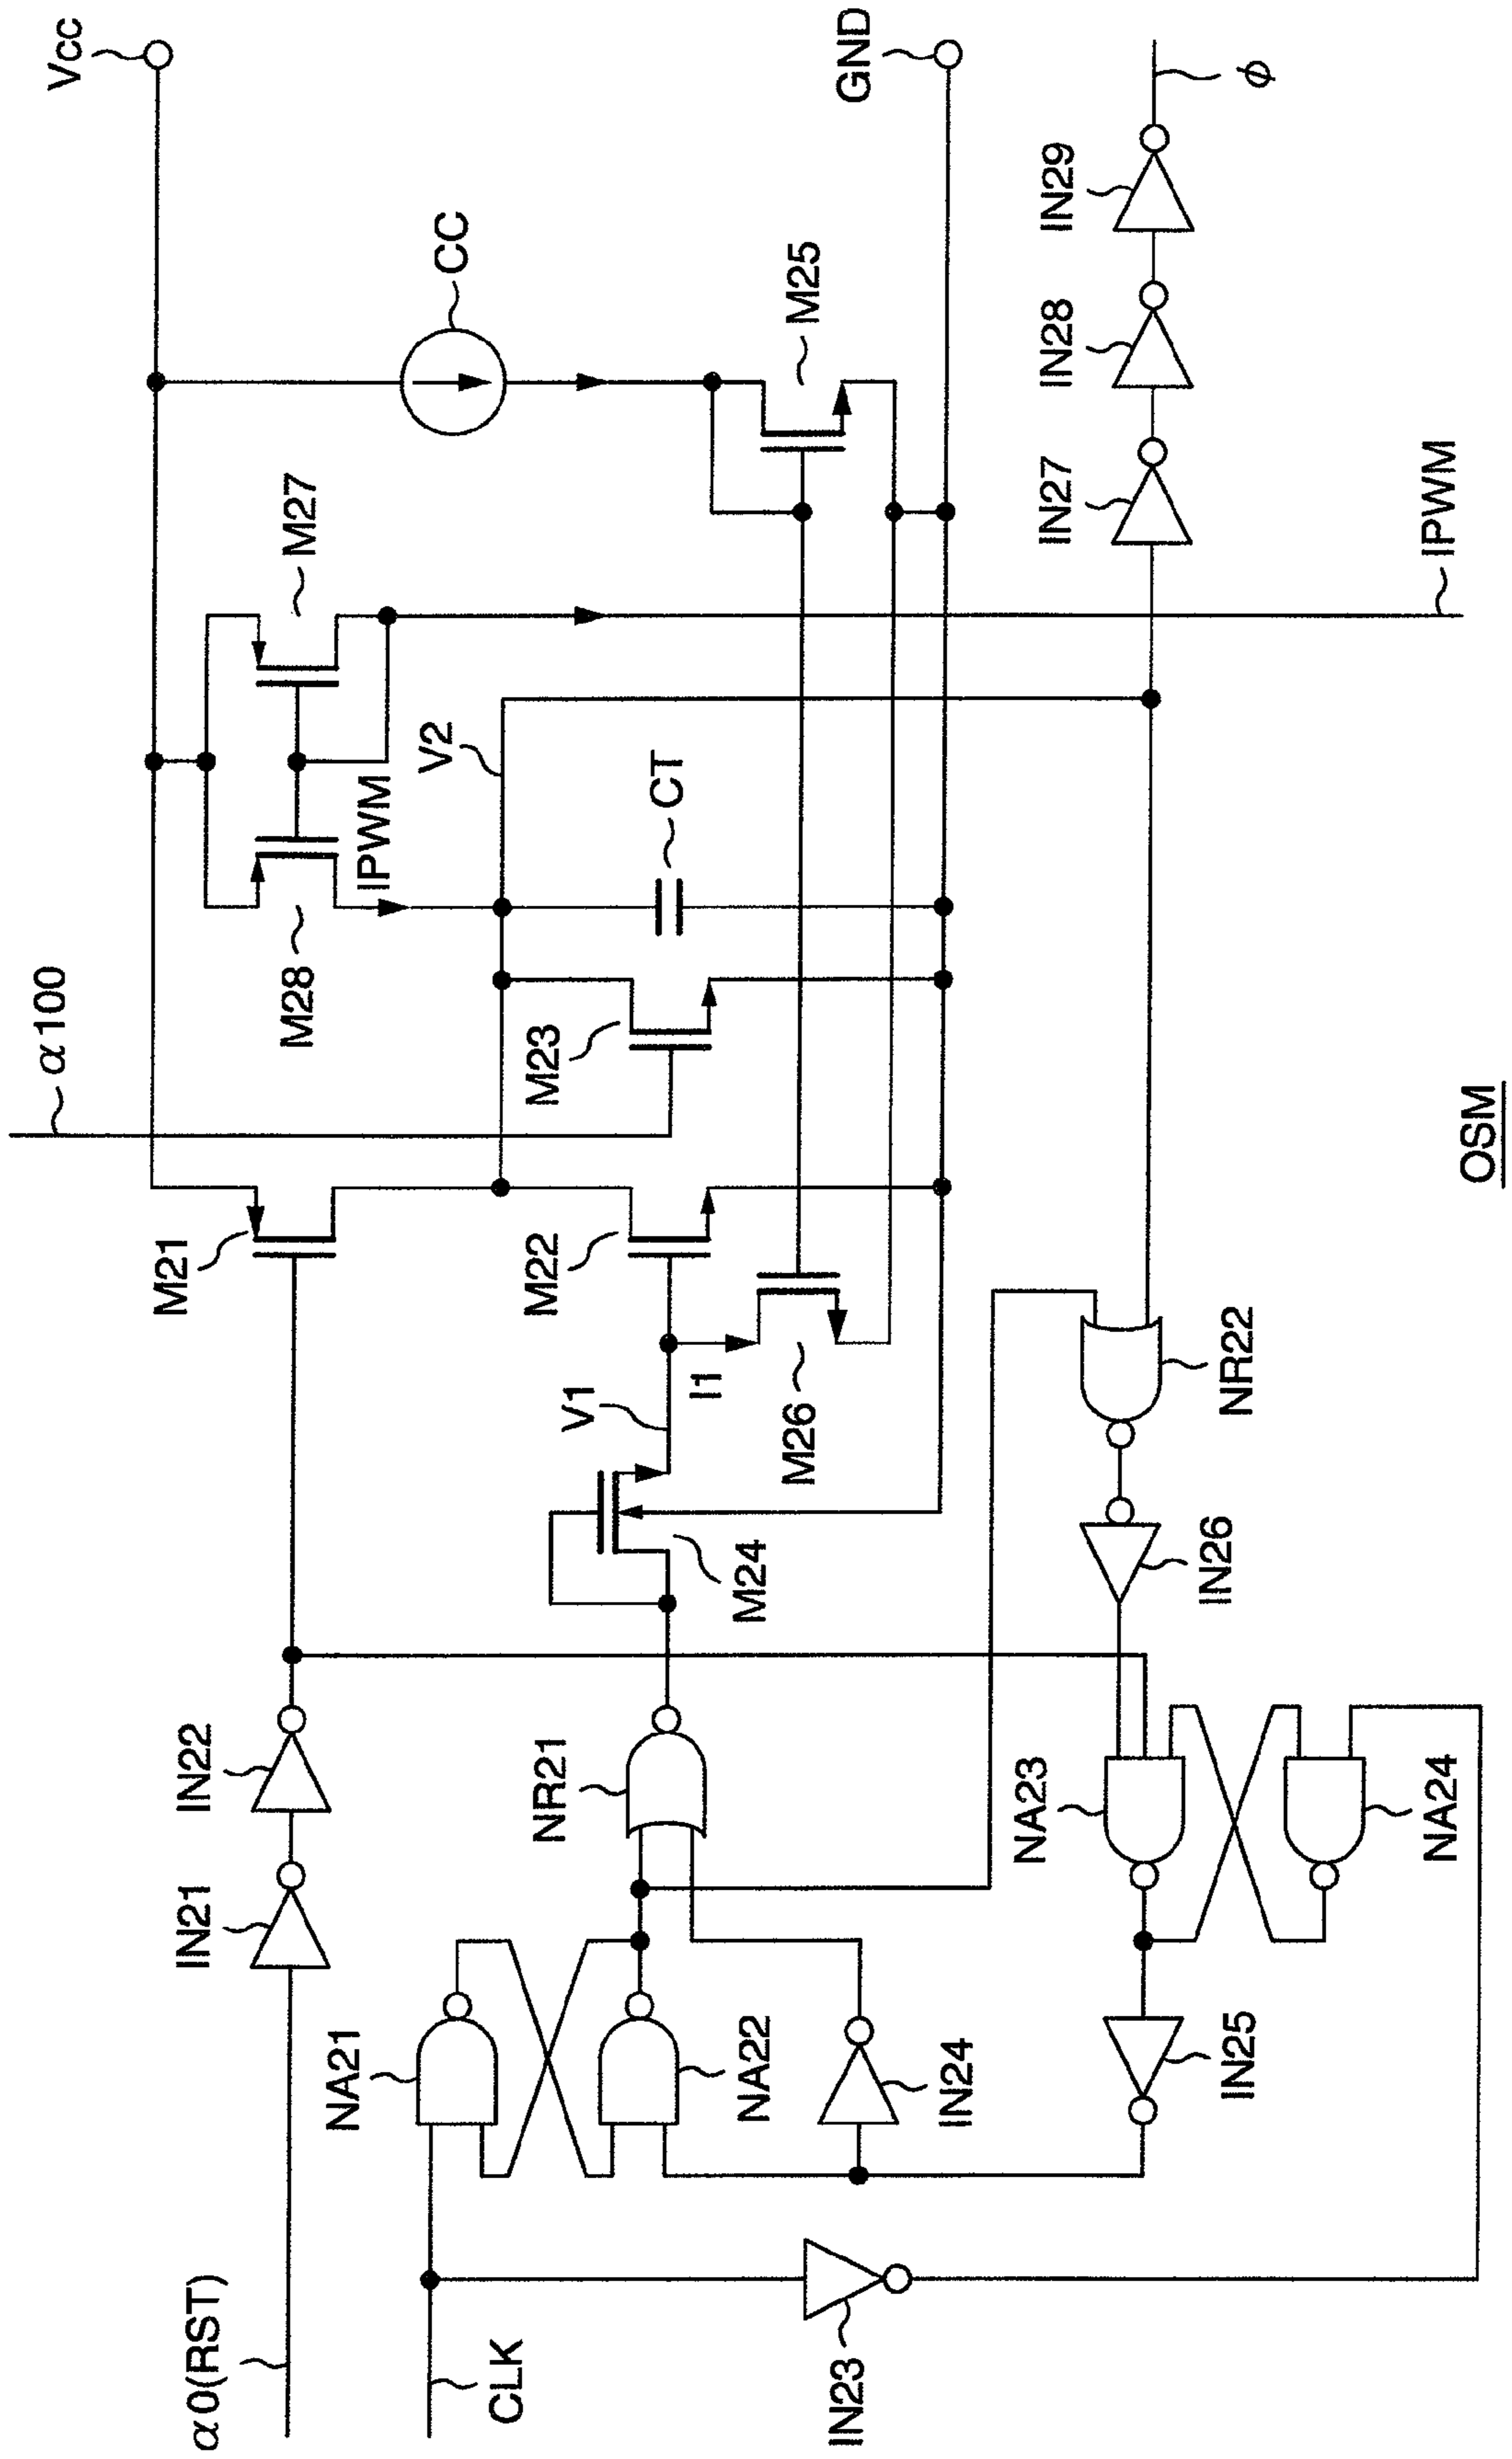 Vcc
GND
ϕ
IN29
CC
M25
IN28
M27
IN27
IPWM
V2
CT
IPWM
M28
α100
M23
M21
M22
V1
I1
M26
NR22
OSM
M24
IN26
IN22
NR21
NA23
NA24
IN21
NA21
NA22
IN24
IN25
α0(RST)
CLK
IN23